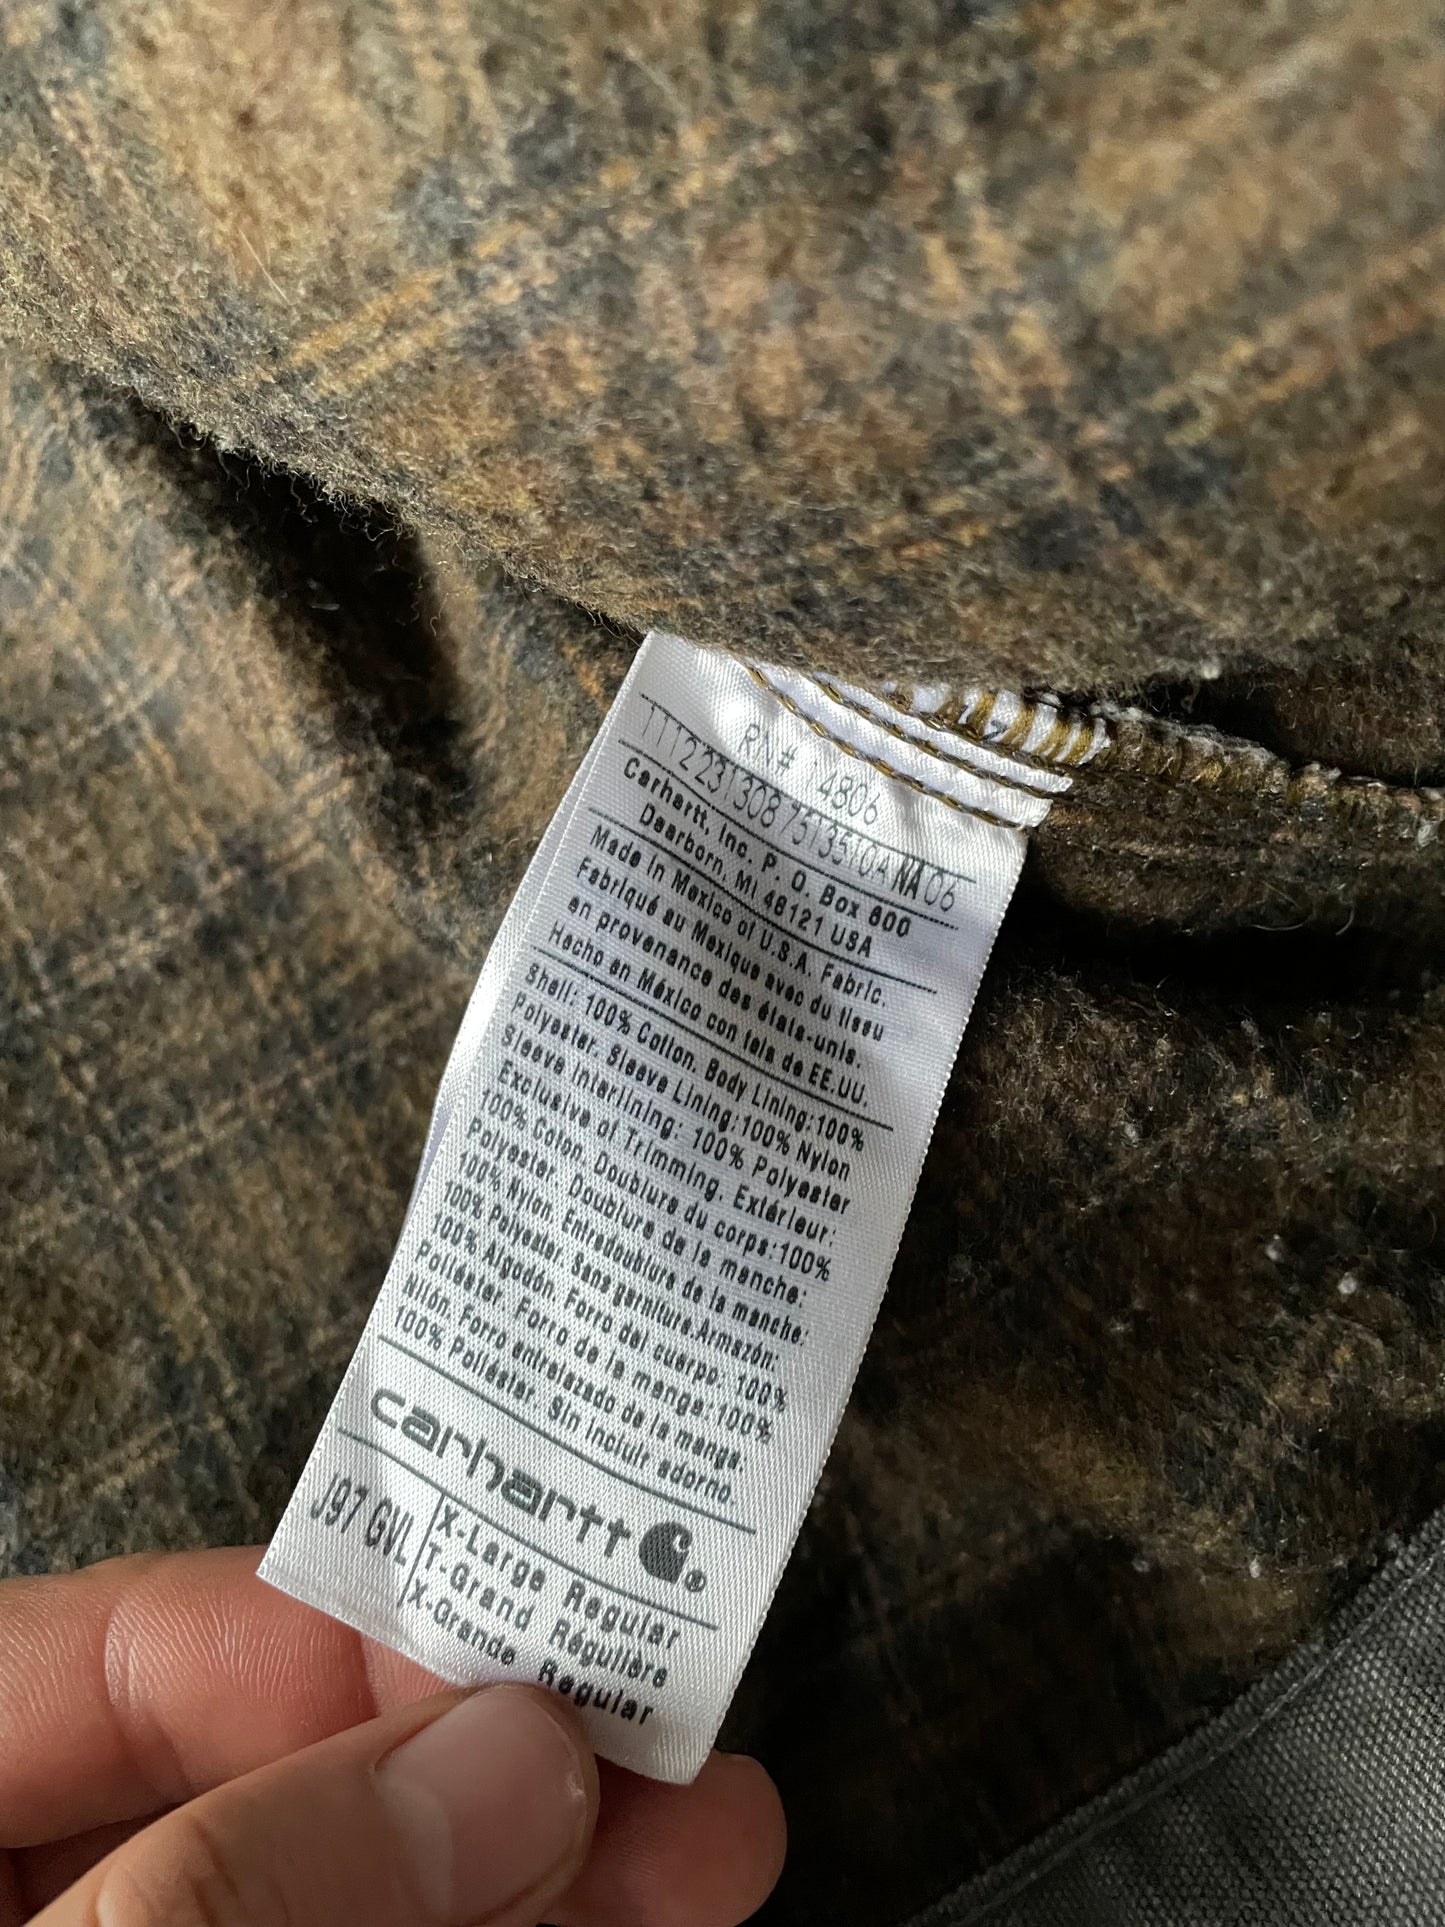 RN# : 14806
11122313087513510A NA 06
Carhartt, Inc. P. O. Box 600
Dearborn, MI 48121 USA
Made in Mexico of U.S.A. Fabric.
Fabriqué au Mexique avec du tissu
en provenance des états-unis.
Hecho en México con tela de EE.UU.
Shell: 100% Cotton. Body Lining:100%
Polyester. Sleeve Lining:100% Nylon
Sleeve Interlining: 100% Polyester
Exclusive of Trimming. Extérieur:
100% Coton. Doublure du corps:100%
Polyester. Doublure de la manche:
100% Nylon. Entredoublure de la manche:
100% Polyester. Sans garniture.Armazón:
100% Algodón. Forro del cuerpo: 100%
Poliéster. Forro de la manga:100%
Nilón. Forro entrelazado de la manga:
100% Poliéster. Sin incluir adorno.
carhartt ®
J97 GVL
X-Large Regular
T.Grand Régulière
X-Grande Regular